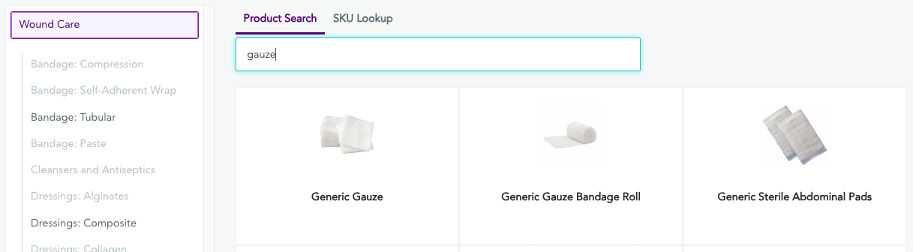 Wound Care
Bandage: Compression
Bandage: Self-Adherent Wrap
Bandage: Tubular
Bandage: Paste
Cleansers and Antiseptics
Dressings: Alginates
Dressings: Composite
Dressings: Collagen
Product Search
SKU Lookup
gauze
Generic Gauze
Generic Gauze Bandage Roll
Generic Sterile Abdominal Pads